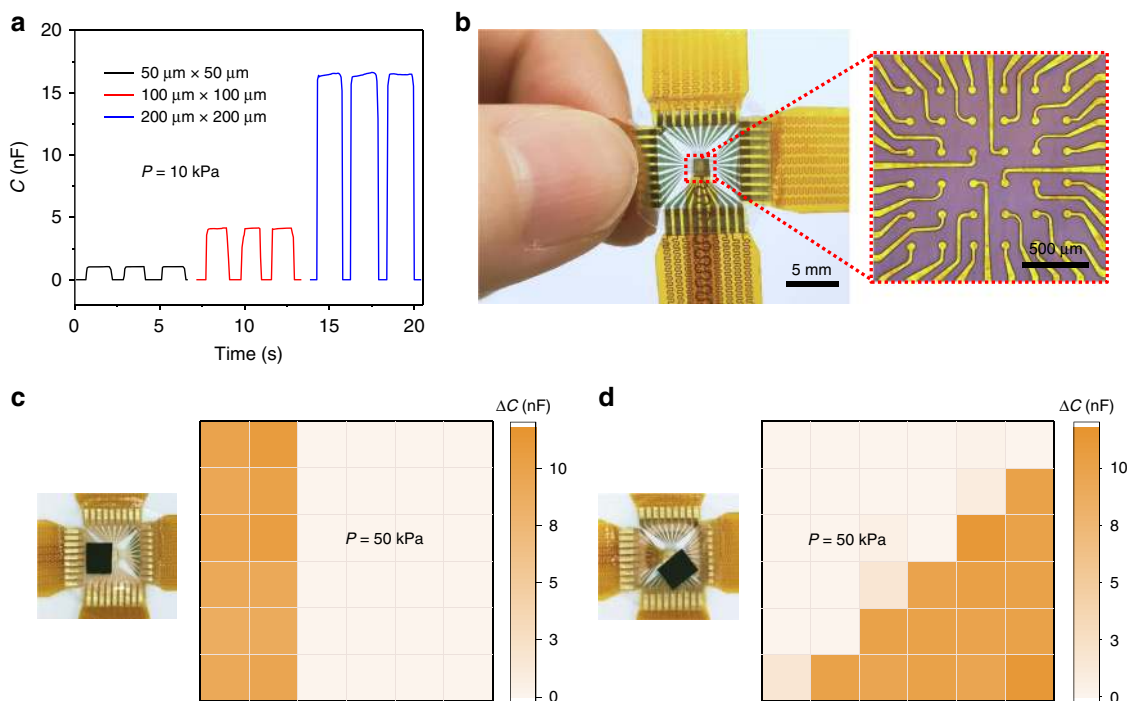 a
C (nF)
20
15
10
5
0
50 µm × 50 µm
100 µm × 100 µm
200 µm × 200 µm
P = 10 kPa
0
5
10
15
20
Time (s)
b
5 mm
500 µm
c
P = 50 kPa
ΔC (nF)
10
8
5
3
0
d
P = 50 kPa
ΔC (nF)
10
8
5
3
0